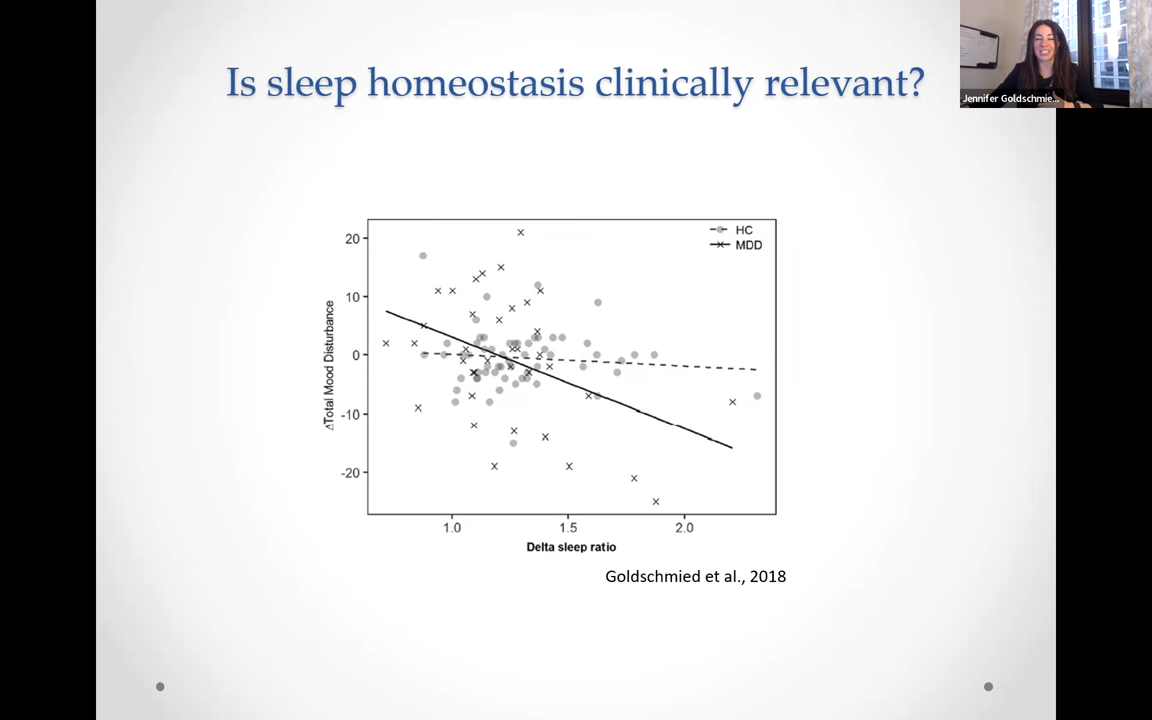 Is sleep homeostasis clinically relevant?
Jennifer Goldschmie...
HC
MDD
20
10
0
-10
-20
ΔTotal Mood Disturbance
1.0
1.5
2.0
Delta sleep ratio
Goldschmied et al., 2018